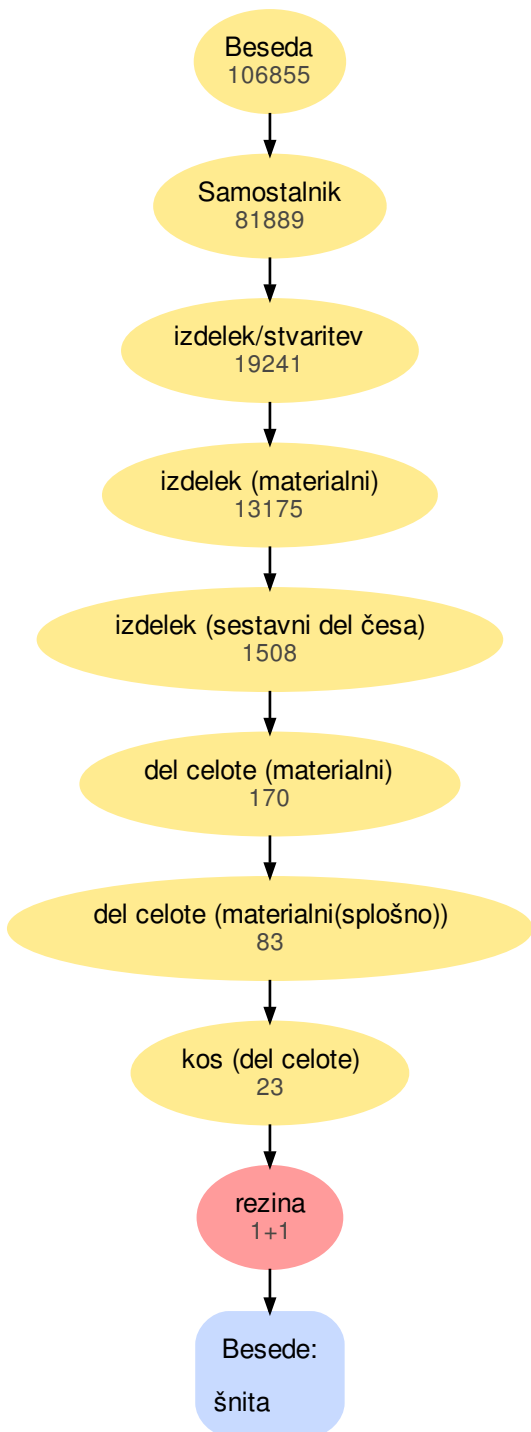 Beseda
106855
Samostalnik
81889
izdelek/stvaritev
19241
izdelek (materialni)
13175
izdelek (sestavni del česa)
1508
del celote (materialni)
170
del celote (materialni(splošno))
83
kos (del celote)
23
rezina
1+1
Besede:
šnita